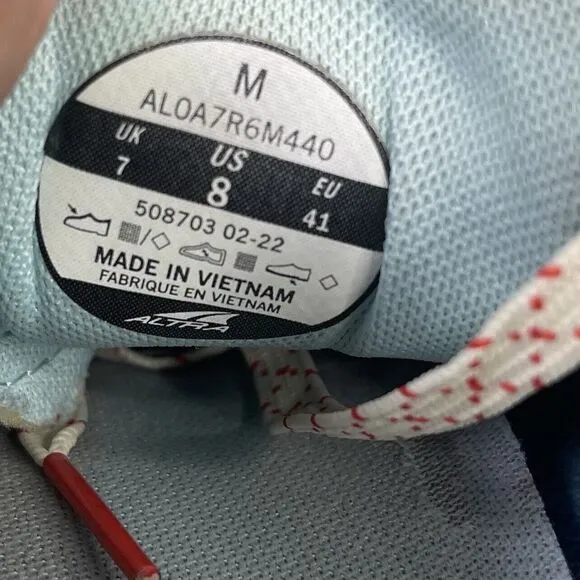 M
AL0A7R6M440
UK US EU
7 8 41
508703 02-22
MADE IN VIETNAM
FABRIQUE EN VIETNAM
ALTRA